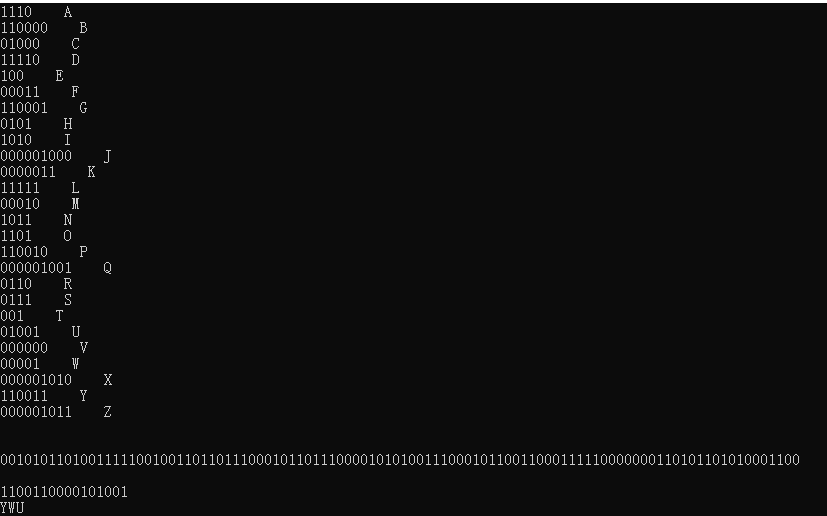 1110 A
110000 B
01000 C
11110 D
100 E
00011 F
110001 G
0101 H
1010 I
000001000 J
0000011 K
11111 L
00010 M
1011 N
1101 O
110010 P
000001001 Q
0110 R
0111 S
001 T
01001 U
000000 V
00001 W
000001010 X
110011 Y
000001011 Z
0010101101001111100100110110111000101101110000101010011100010110011000111110000000110101101010001100
1100110000101001
YWU